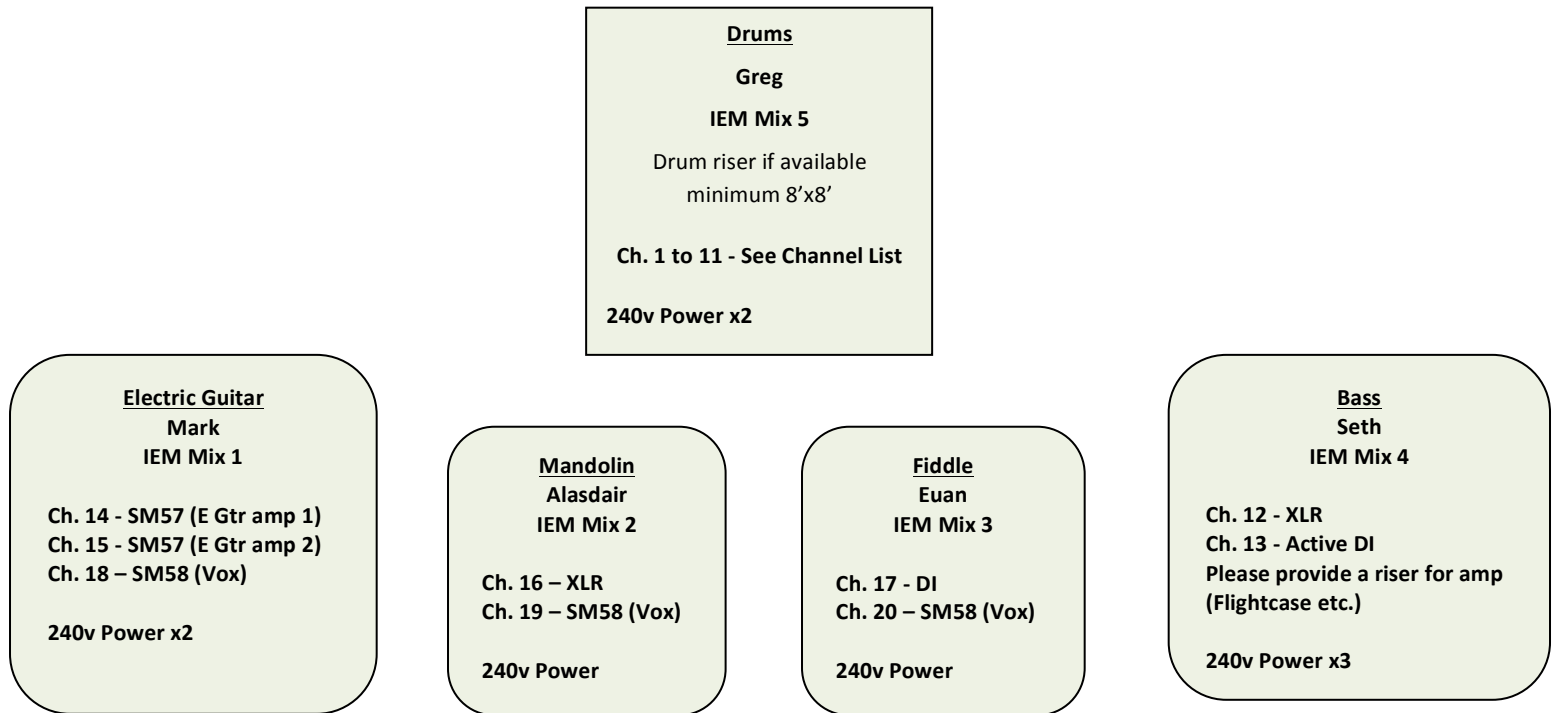 Drums
Greg
IEM Mix 5
Drum riser if available
minimum 8’x8’
Ch. 1 to 11 - See Channel List
240v Power x2
Electric Guitar
Mark
IEM Mix 1
Ch. 14 - SM57 (E Gtr amp 1)
Ch. 15 - SM57 (E Gtr amp 2)
Ch. 18 – SM58 (Vox)
240v Power x2
Mandolin
Alasdair
IEM Mix 2
Ch. 16 – XLR
Ch. 19 – SM58 (Vox)
240v Power
Fiddle
Euan
IEM Mix 3
Ch. 17 - DI
Ch. 20 – SM58 (Vox)
240v Power
Bass
Seth
IEM Mix 4
Ch. 12 - XLR
Ch. 13 - Active DI
Please provide a riser for amp
(Flightcase etc.)
240v Power x3